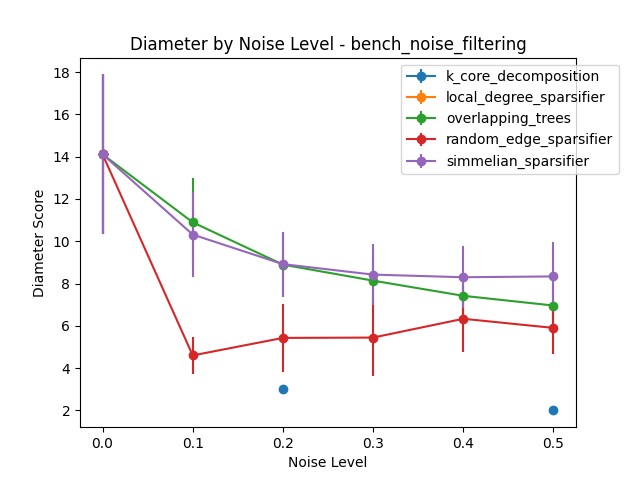 Diameter by Noise Level - bench_noise_filtering
18
16
14
12
10
8
6
4
2
Diameter Score
k_core_decomposition
local_degree_sparsifier
overlapping_trees
random_edge_sparsifier
simmelian_sparsifier
0.0 0.1 0.2 0.3 0.4 0.5
Noise Level